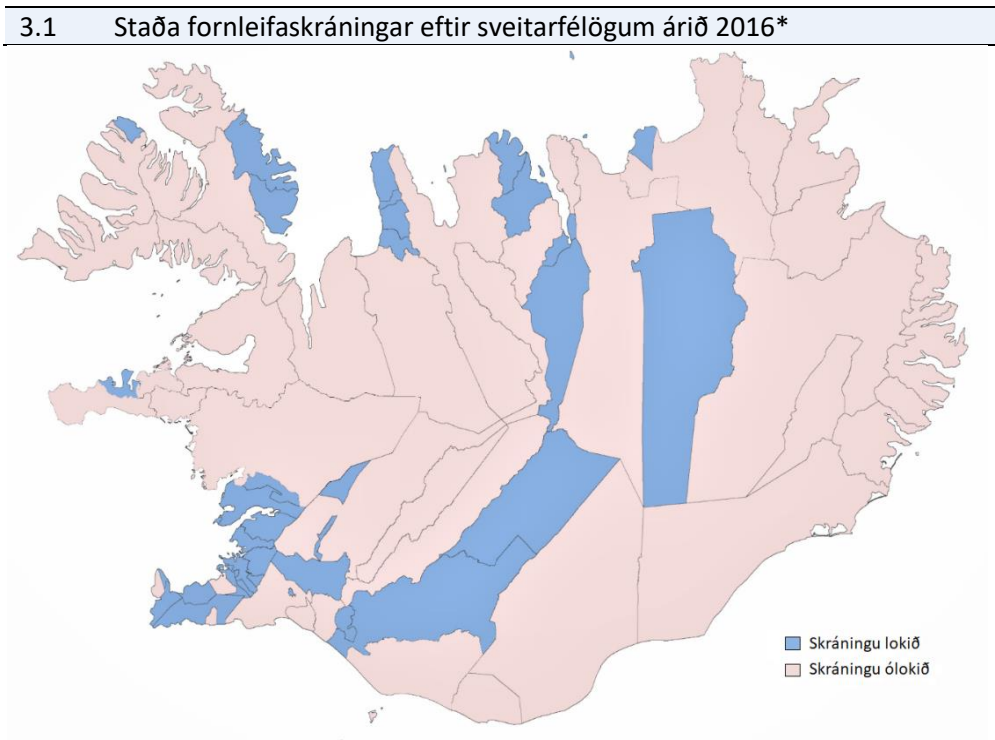 3.1 Staða fornleifaskráningar eftir sveitarfélögum árið 2016*
Skráningu lokið
Skráningu ólokið